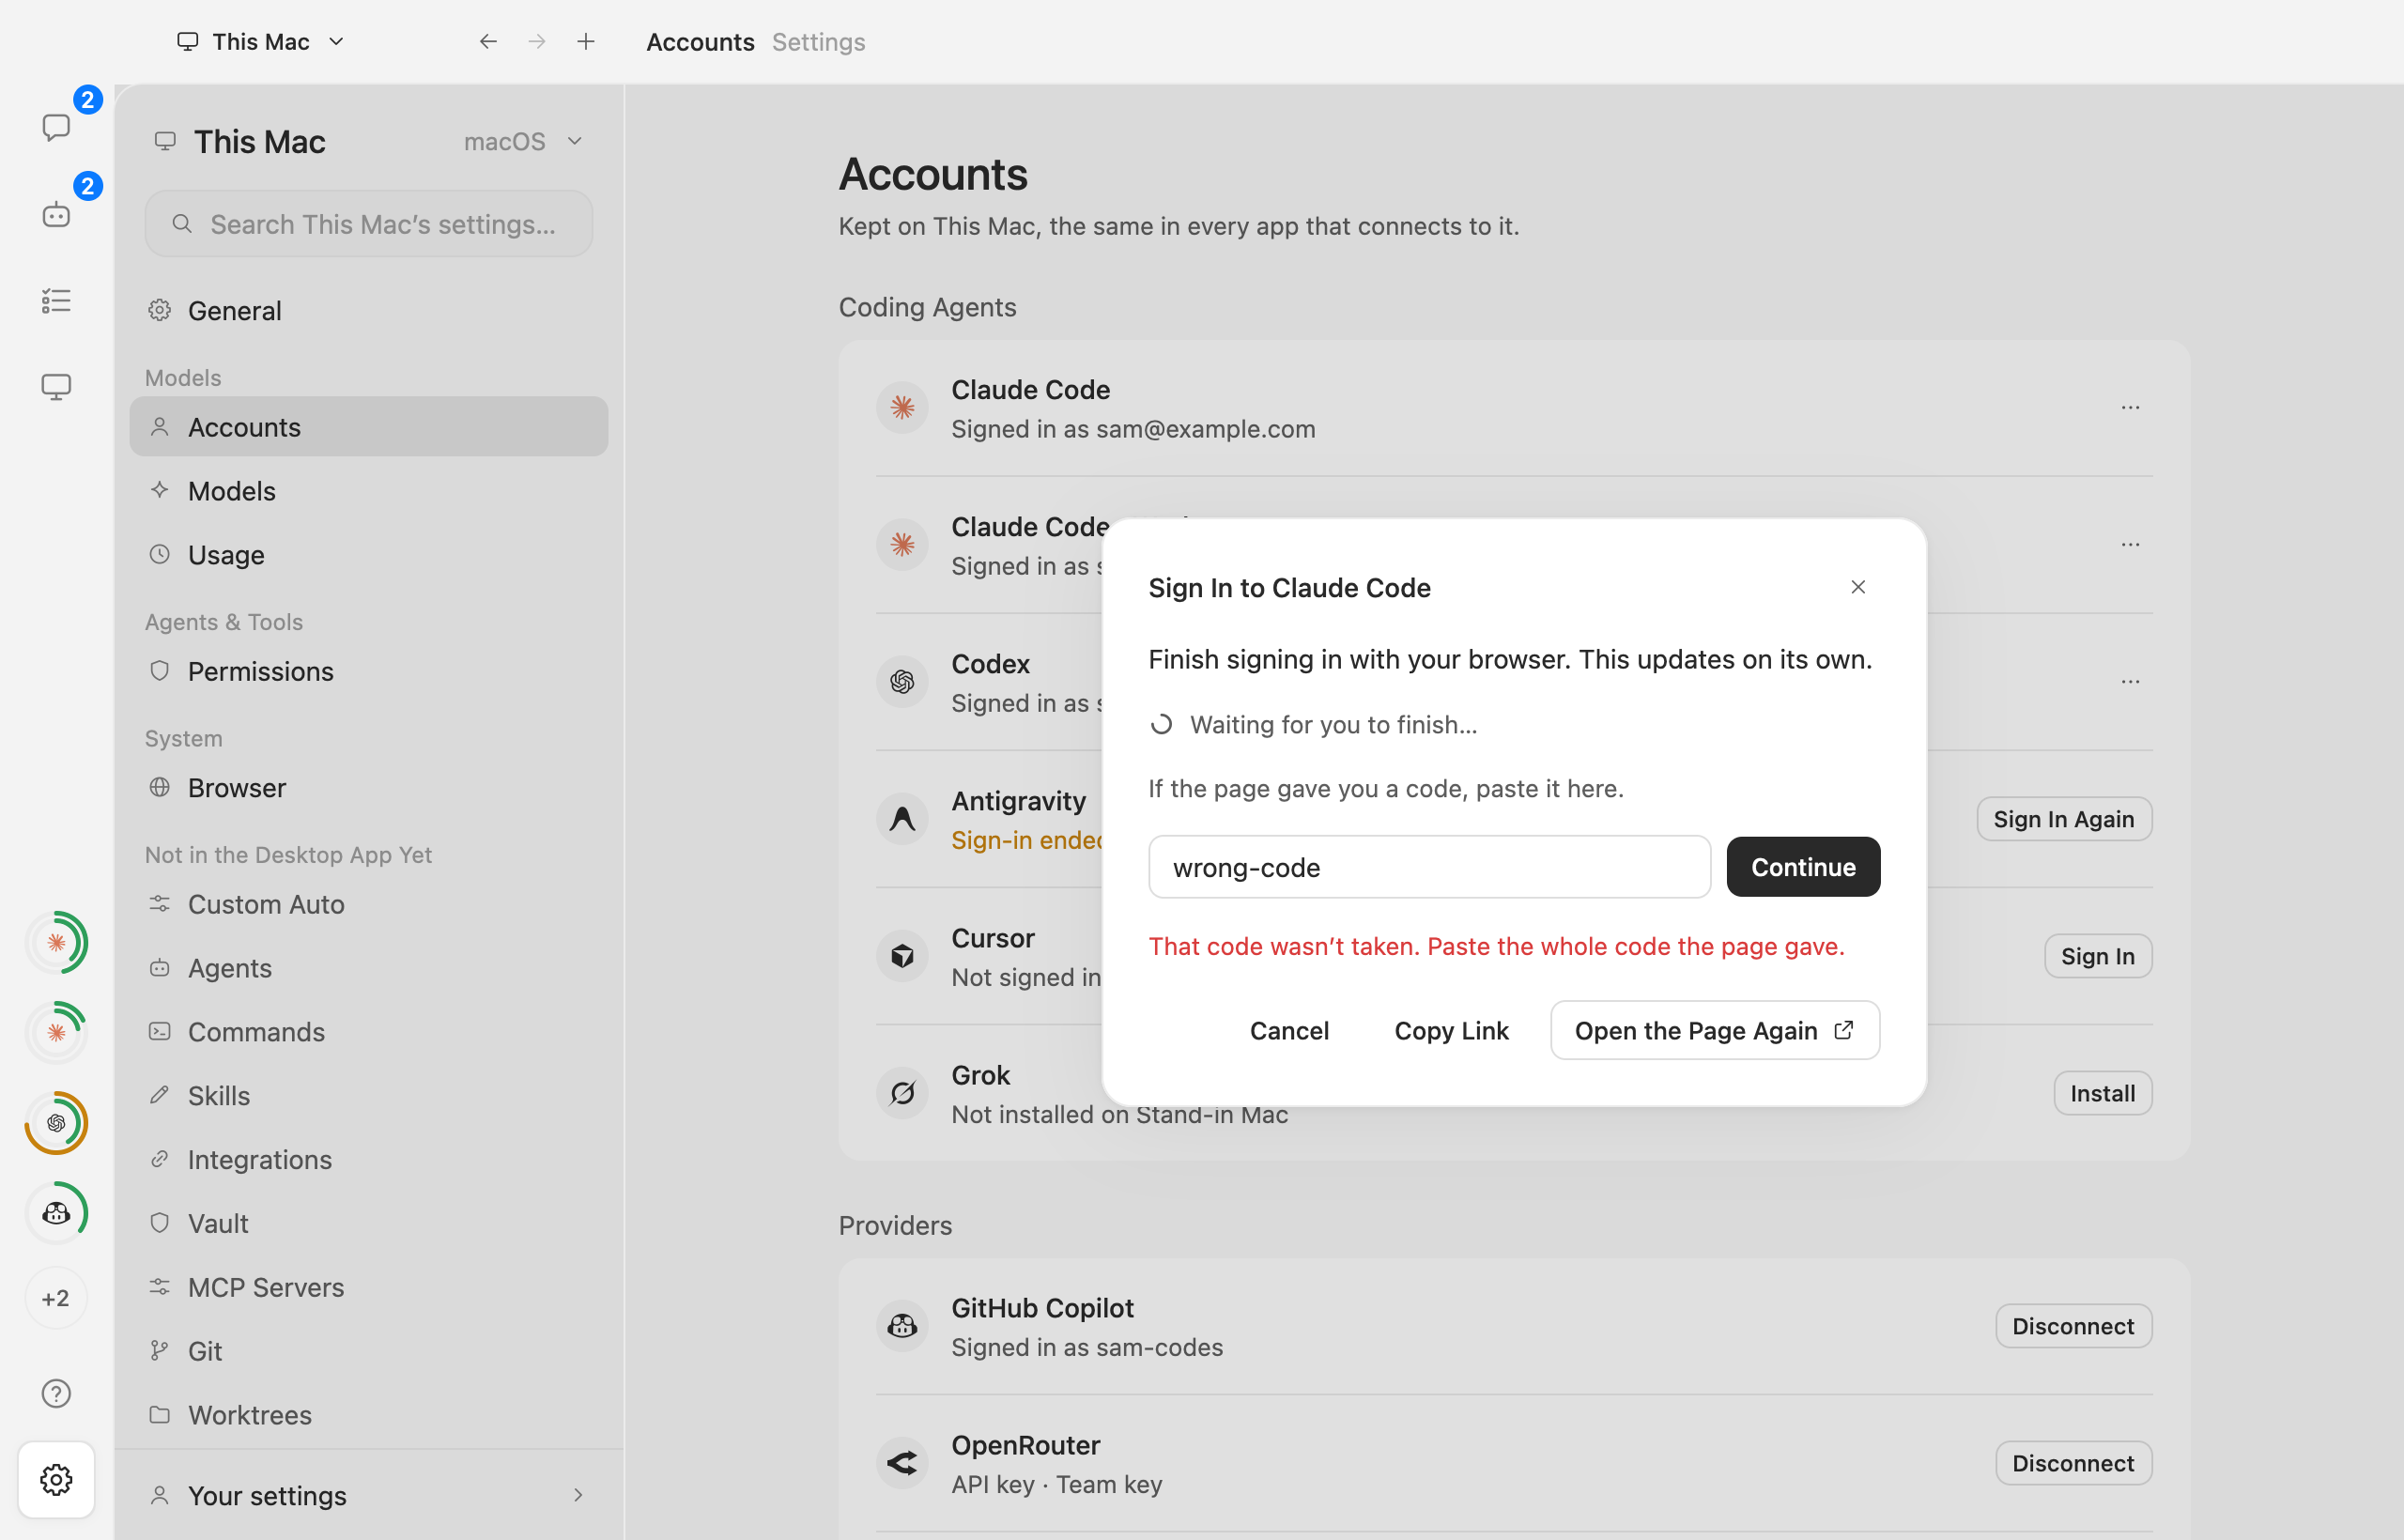 This Mac
Accounts Settings
2
2
This Mac macOS
Search This Mac’s settings...
General
Models
Accounts
Models
Usage
Agents & Tools
Permissions
System
Browser
Not in the Desktop App Yet
Custom Auto
Agents
Commands
Skills
Integrations
Vault
MCP Servers
Git
Worktrees
Your settings
+2
Accounts
Kept on This Mac, the same in every app that connects to it.
Coding Agents
Claude Code
Signed in as sam@example.com
Claude Code
Signed in as
Codex
Signed in as
Antigravity
Sign-in ended
Sign In Again
Cursor
Not signed in
Sign In
Grok
Not installed on Stand-in Mac
Install
Sign In to Claude Code
Finish signing in with your browser. This updates on its own.
Waiting for you to finish...
If the page gave you a code, paste it here.
wrong-code
Continue
That code wasn’t taken. Paste the whole code the page gave.
Cancel
Copy Link
Open the Page Again
Providers
GitHub Copilot
Signed in as sam-codes
Disconnect
OpenRouter
API key · Team key
Disconnect